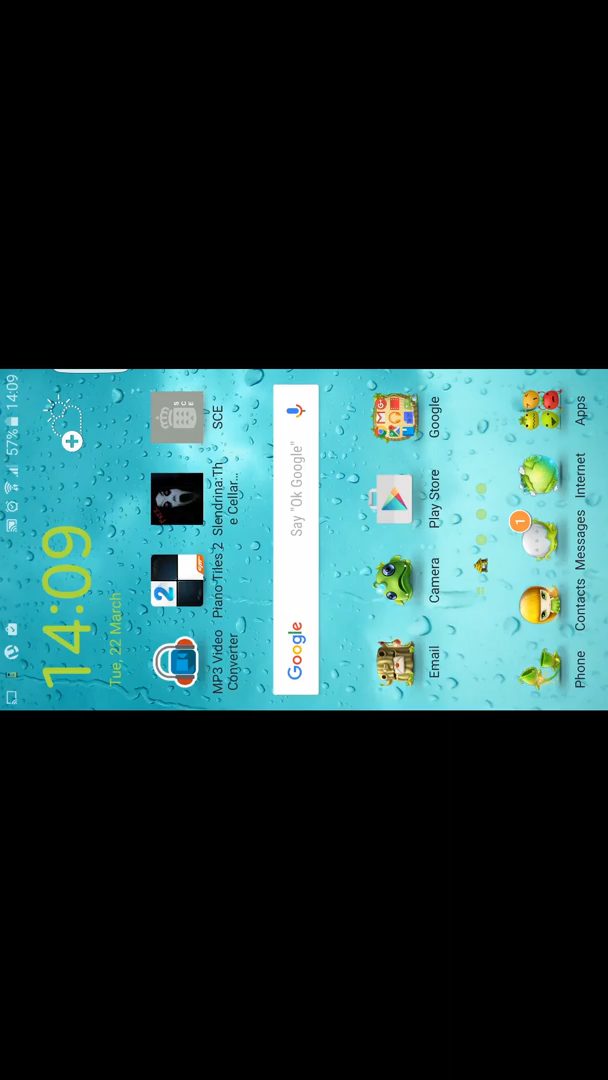 57% 14:09
14:09
Tue, 22 March
MP3 Video
Converter
Piano Tiles 2
Slendrina:Th
e Cellar...
SCE
Google
Say "Ok Google"
Email
Camera
Play Store
Google
1
Phone
Contacts
Messages
Internet
Apps